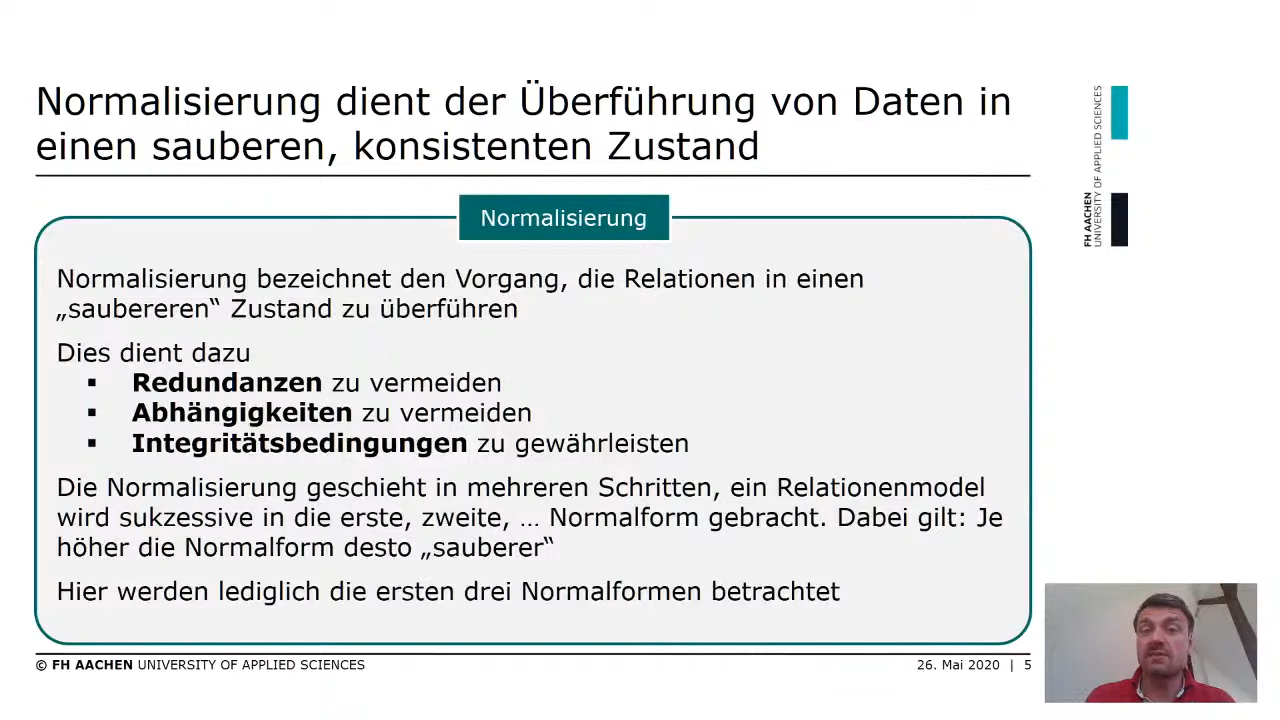 Normalisierung dient der Überführung von Daten in
einen sauberen, konsistenten Zustand
FH AACHEN
UNIVERSITY OF APPLIED SCIENCES
Normalisierung
Normalisierung bezeichnet den Vorgang, die Relationen in einen
„saubereren“ Zustand zu überführen
Dies dient dazu
▪ Redundanzen zu vermeiden
▪ Abhängigkeiten zu vermeiden
▪ Integritätsbedingungen zu gewährleisten
Die Normalisierung geschieht in mehreren Schritten, ein Relationenmodel
wird sukzessive in die erste, zweite, … Normalform gebracht. Dabei gilt: Je
höher die Normalform desto „sauberer“
Hier werden lediglich die ersten drei Normalformen betrachtet
© FH AACHEN UNIVERSITY OF APPLIED SCIENCES
26. Mai 2020 | 5